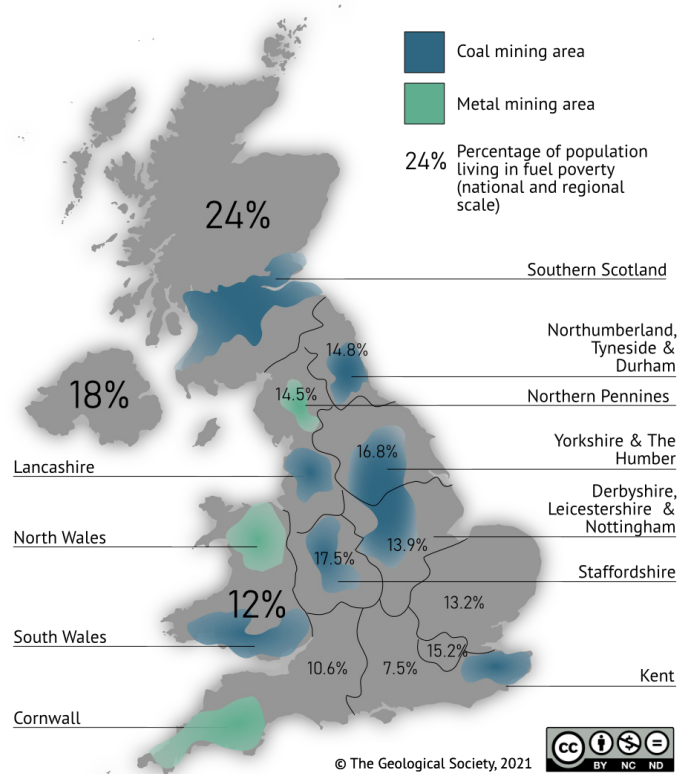 Coal mining area
Metal mining area
24%
Percentage of population
living in fuel poverty
(national and regional
scale)
24%
Southern Scotland
Northumberland,
Tyneside &
Durham
14.8%
18%
14.5%
Northern Pennines
16.8%
Yorkshire & The
Humber
Lancashire
Derbyshire,
Leicestershire &
Nottingham
North Wales
13.9%
17.5%
Staffordshire
12%
13.2%
South Wales
15.2%
10.6%
7.5%
Kent
Cornwall
© The Geological Society, 2021
cc
BY NC ND